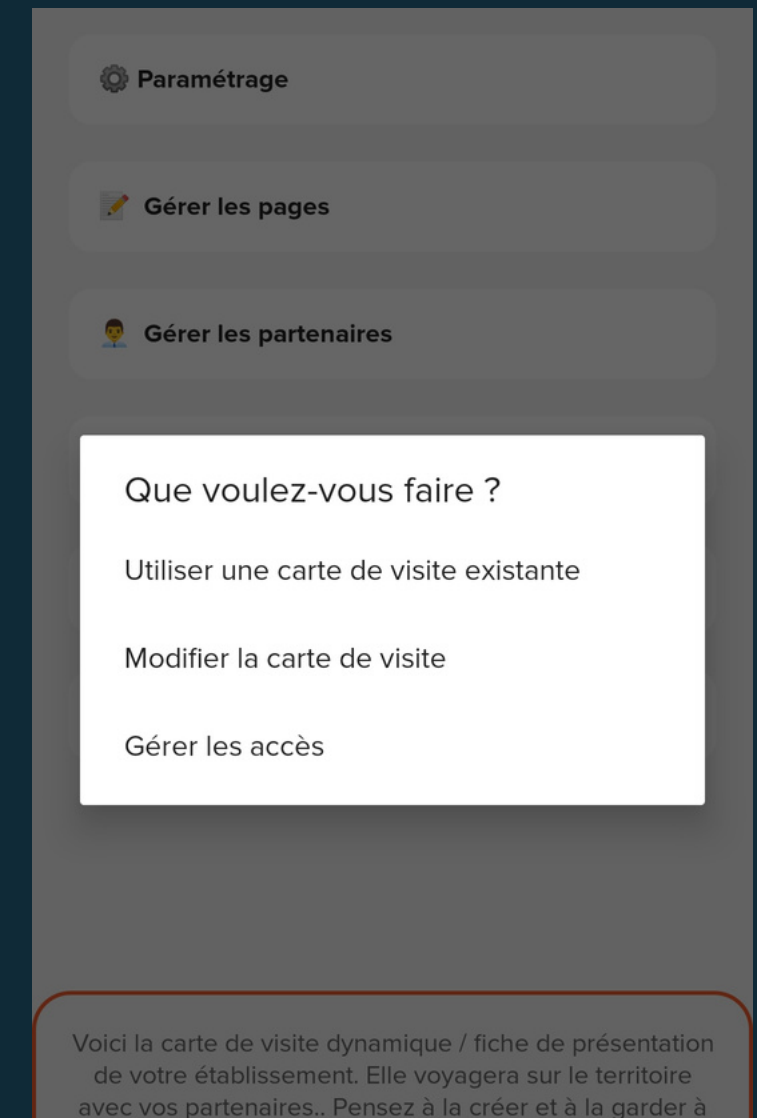 Paramétrage
Gérer les pages
Gérer les partenaires
Que voulez-vous faire ?
Utiliser une carte de visite existante
Modifier la carte de visite
Gérer les accès
Voici la carte de visite dynamique / fiche de présentation
de votre établissement. Elle voyagera sur le territoire
avec vos partenaires.. Pensez à la créer et à la garder à